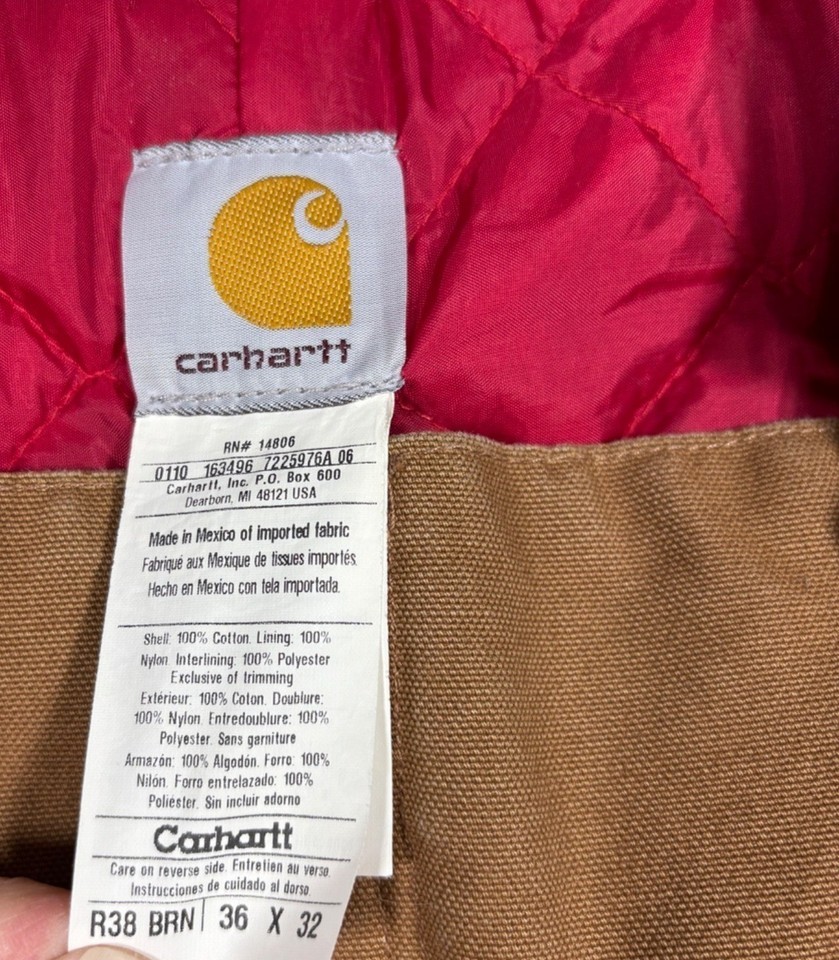 carhartt
RN# 14806
0110 163496 7225976A 06
Carhartt, Inc. P.O. Box 600
Dearborn, MI 48121 USA
Made in Mexico of imported fabric
Fabriqué aux Mexique de tissues importés
Hecho en Mexico con tela importada.
Shell: 100% Cotton. Lining: 100%
Nylon. Interlining: 100% Polyester
Exclusive of trimming
Extérieur: 100% Coton. Doublure:
100% Nylon. Entredoublure: 100%
Polyester. Sans garniture
Armazón: 100% Algodón. Forro: 100%
Nilón. Forro entrelazado: 100%
Poliéster. Sin incluir adorno
Carhartt
Care on reverse side. Entretien au verso.
Instrucciones de cuidado al dorso.
R38 BRN 36 X 32